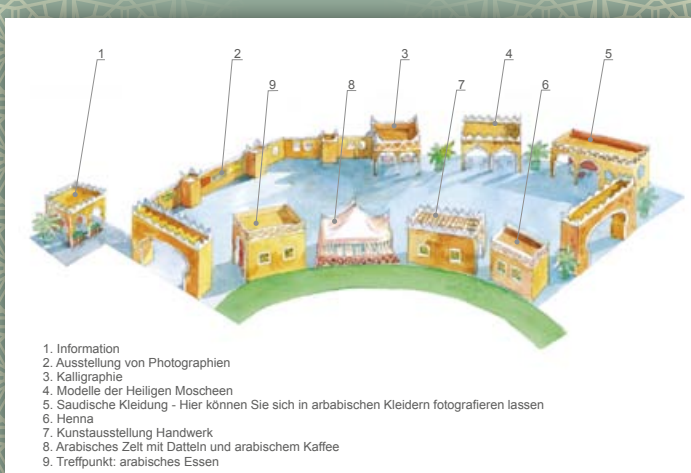 1 2 3 4 5
9 8 7 6
1. Information
2. Ausstellung von Photographien
3. Kalligraphie
4. Modelle der Heiligen Moscheen
5. Saudische Kleidung - Hier können Sie sich in arbabischen Kleidern fotografieren lassen
6. Henna
7. Kunstausstellung Handwerk
8. Arabisches Zelt mit Datteln und arabischem Kaffee
9. Treffpunkt: arabisches Essen